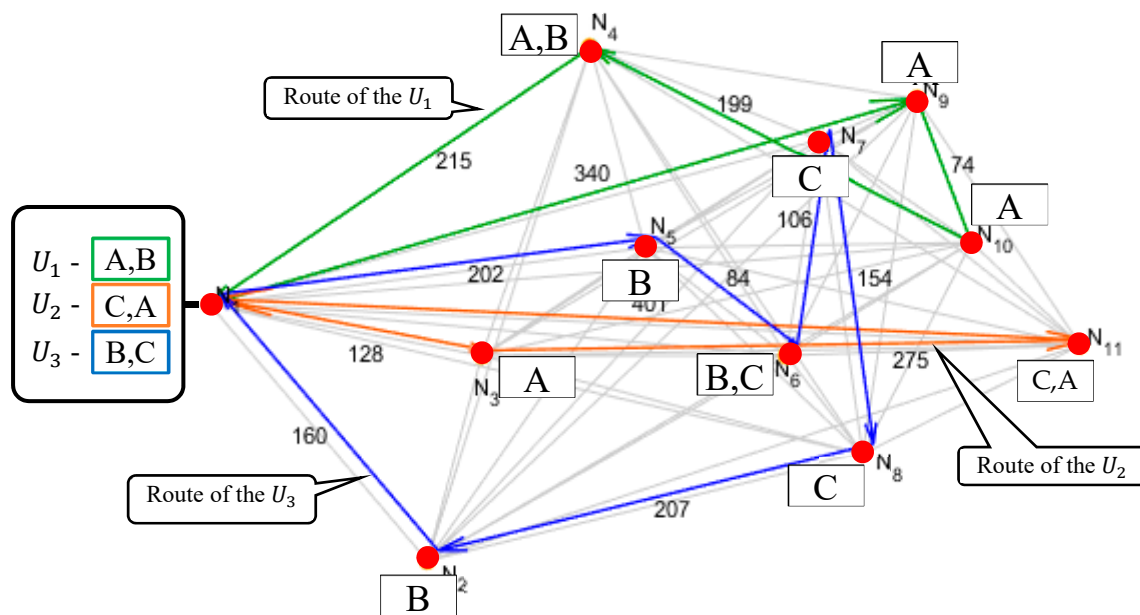 N4
A,B
A
Route of the U1
N9
199
N7
215
340
C
74
A
106
N5
N10
U1 - A,B
U2 - C,A
U3 - B,C
202
B
84
154
401
128
275
N11
N3
A
B,C
N6
C,A
160
N8
Route of the U2
Route of the U3
C
207
N2
B